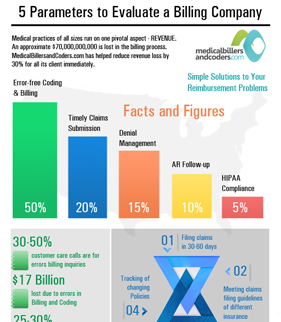 5 Parameters to Evaluate a Billing Company
Medical practices of all sizes run on one pivotal aspect - REVENUE.
An approximate $70,000,000,000 is lost in the billing process.
MedicalBillersandCoders.com has helped reduce revenue loss by
30% for all its client immediately.
medicalbillers
andcoders.com
Simple Solutions to Your
Reimbursement Problems
Error-free Coding
& Billing
Timely Claims
Submission
Facts and Figures
Denial
Management
AR Follow-up
HIPAA
Compliance
50%
20%
15%
10%
5%
30-50%
customer care calls are for
errors billing inquiries
$17 Billion
lost due to errors in
Billing and Coding
25-30%
01
Filing claims
in 30-60 days
02
Meeting claims
filing guidelines
of different
insurance
Tracking of
changing
Policies
04